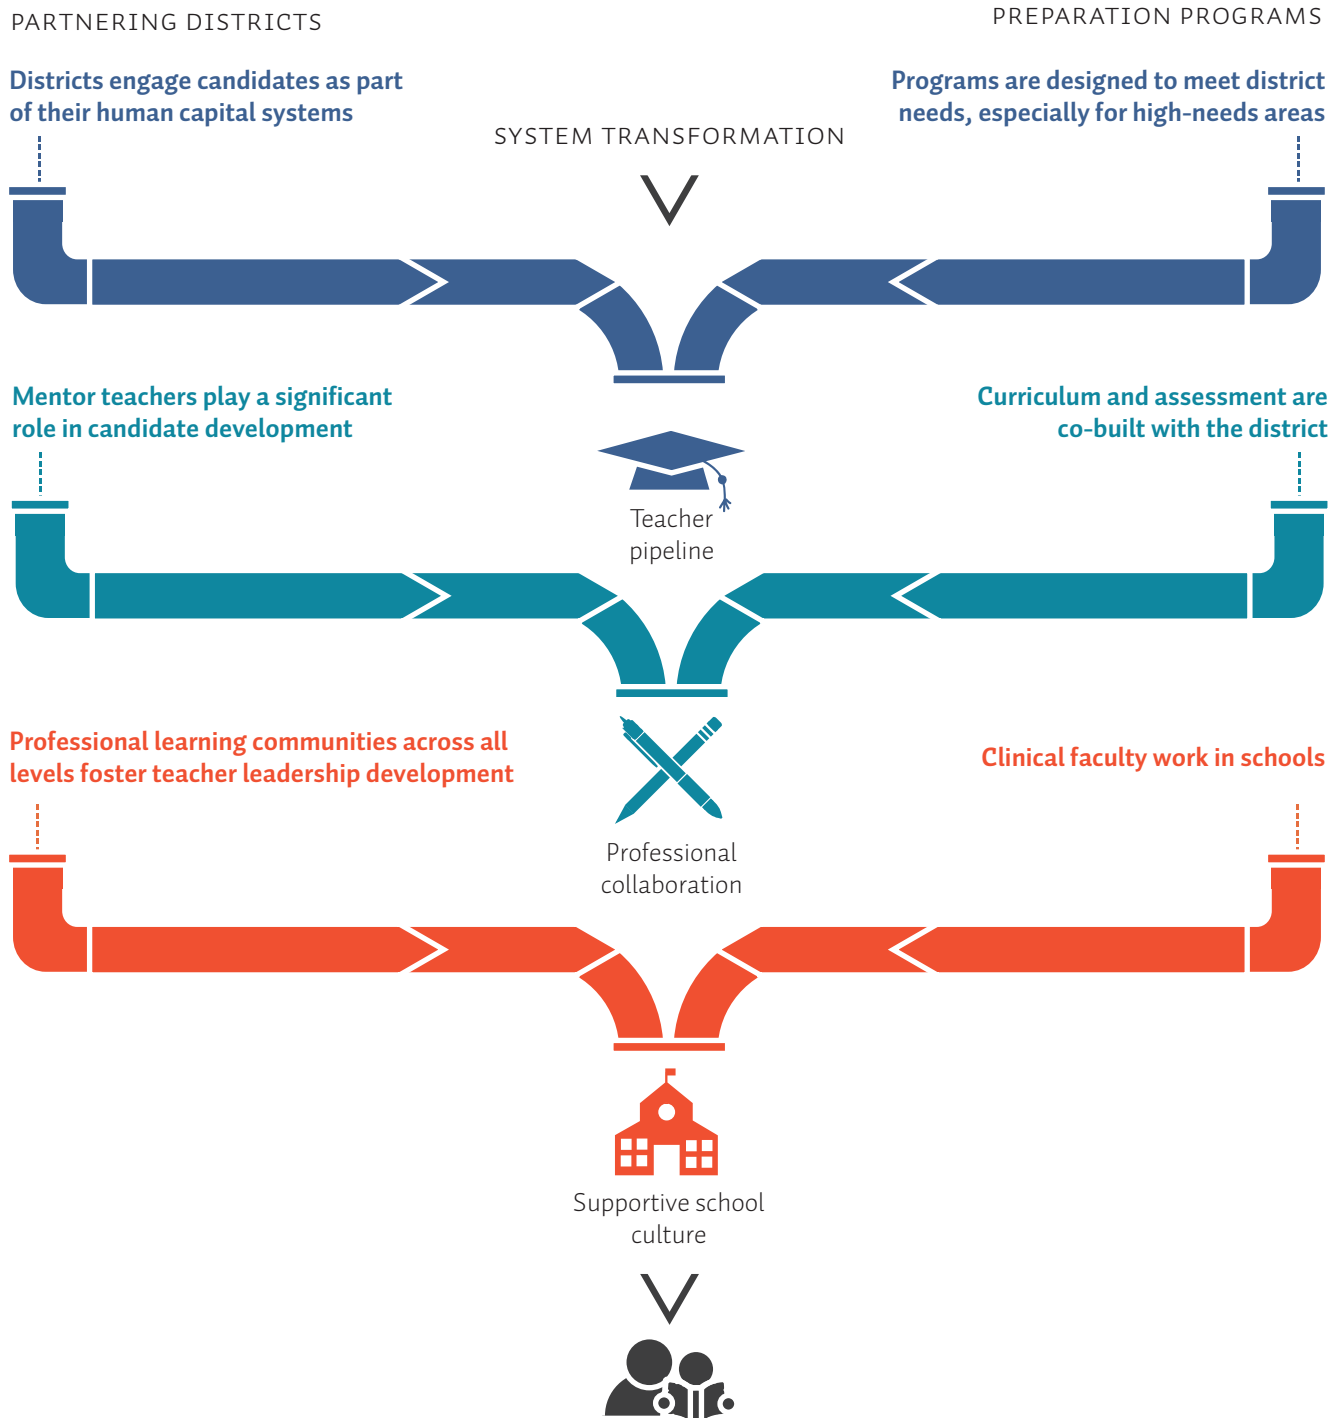 PARTNERING DISTRICTS
PREPARATION PROGRAMS
Districts engage candidates as part
of their human capital systems
Programs are designed to meet district
needs, especially for high-needs areas
SYSTEM TRANSFORMATION
Mentor teachers play a significant
role in candidate development
Curriculum and assessment are
co-built with the district
Teacher
pipeline
Professional learning communities across all
levels foster teacher leadership development
Clinical faculty work in schools
Professional
collaboration
Supportive school
culture